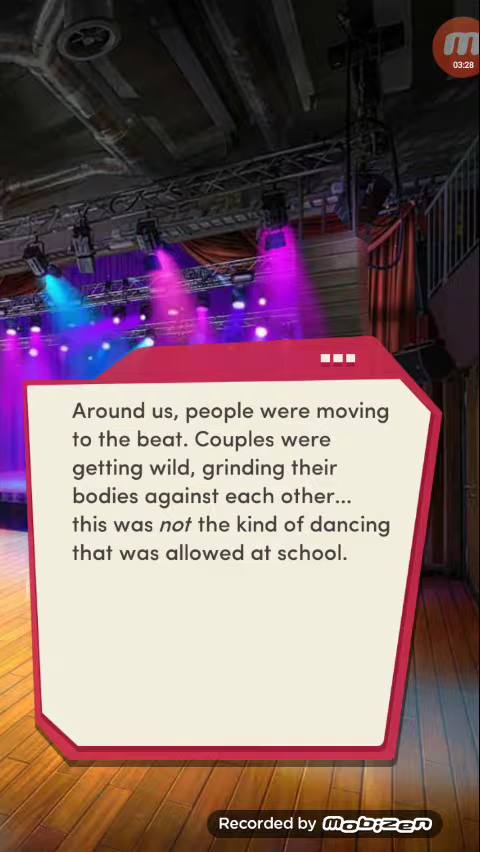 m
03:28
Around us, people were moving
to the beat. Couples were
getting wild, grinding their
bodies against each other...
this was not the kind of dancing
that was allowed at school.
Recorded by mobizen